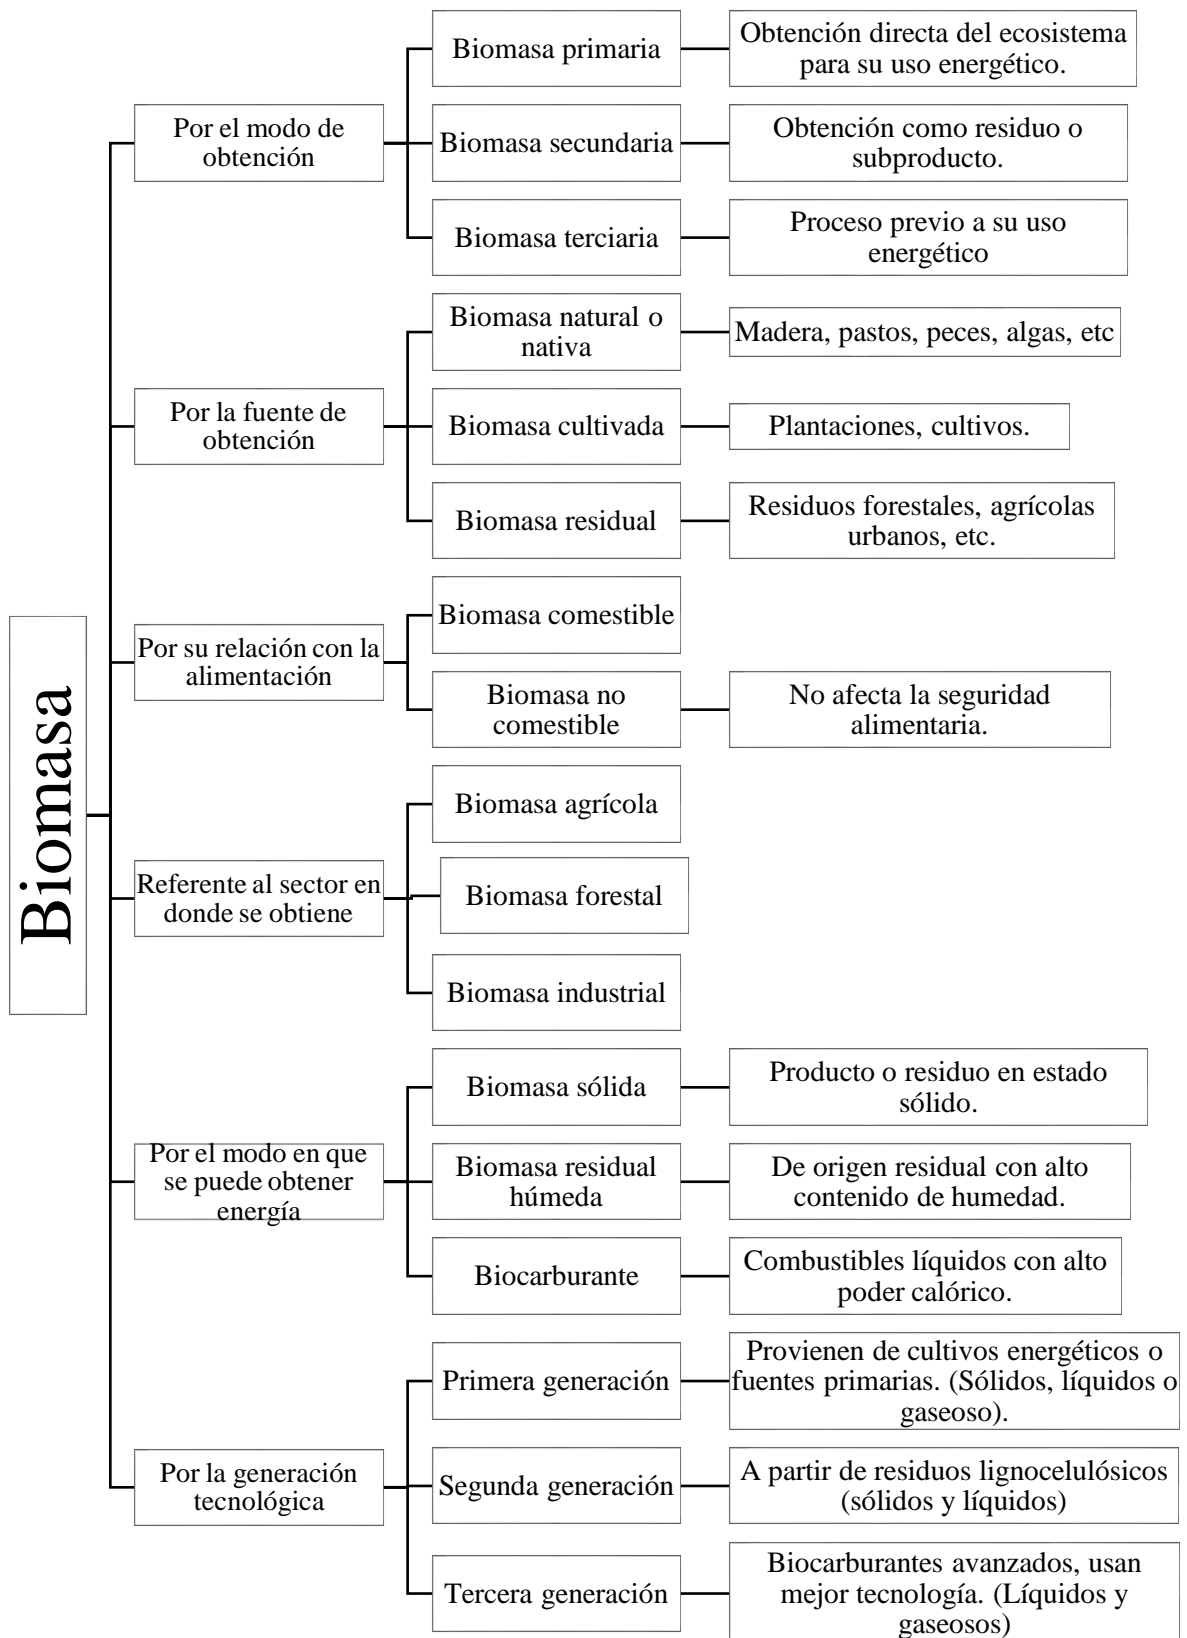 Biomasa
Por el modo de
obtención
Biomasa primaria
Obtención directa del ecosistema
para su uso energético.
Biomasa secundaria
Obtención como residuo o
subproducto.
Biomasa terciaria
Proceso previo a su uso
energético
Por la fuente de
obtención
Biomasa natural o
nativa
Madera, pastos, peces, algas, etc
Biomasa cultivada
Plantaciones, cultivos.
Biomasa residual
Residuos forestales, agrícolas
urbanos, etc.
Por su relación con la
alimentación
Biomasa comestible
Biomasa no
comestible
No afecta la seguridad
alimentaria.
Referente al sector en
donde se obtiene
Biomasa agrícola
Biomasa forestal
Biomasa industrial
Por el modo en que
se puede obtener
energía
Biomasa sólida
Producto o residuo en estado
sólido.
Biomasa residual
húmeda
De origen residual con alto
contenido de humedad.
Biocarburante
Combustibles líquidos con alto
poder calórico.
Por la generación
tecnológica
Primera generación
Provienen de cultivos energéticos o
fuentes primarias. (Sólidos, líquidos o
gaseoso).
Segunda generación
A partir de residuos lignocelulósicos
(sólidos y líquidos)
Tercera generación
Biocarburantes avanzados, usan
mejor tecnología. (Líquidos y
gaseosos)